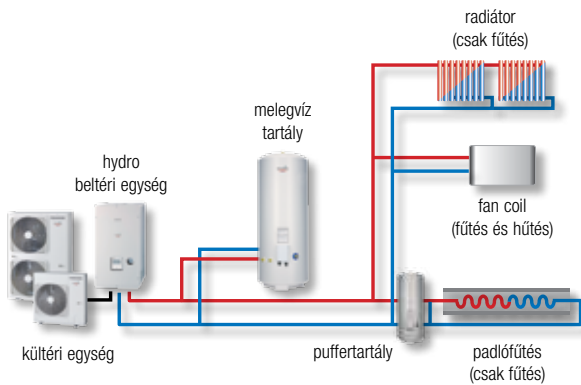 radiátor
(csak fűtés)
melegvíz
tartály
hydro
beltéri egység
fan coil
(fűtés és hűtés)
kültéri egység
puffertartály
padlófűtés
(csak fűtés)